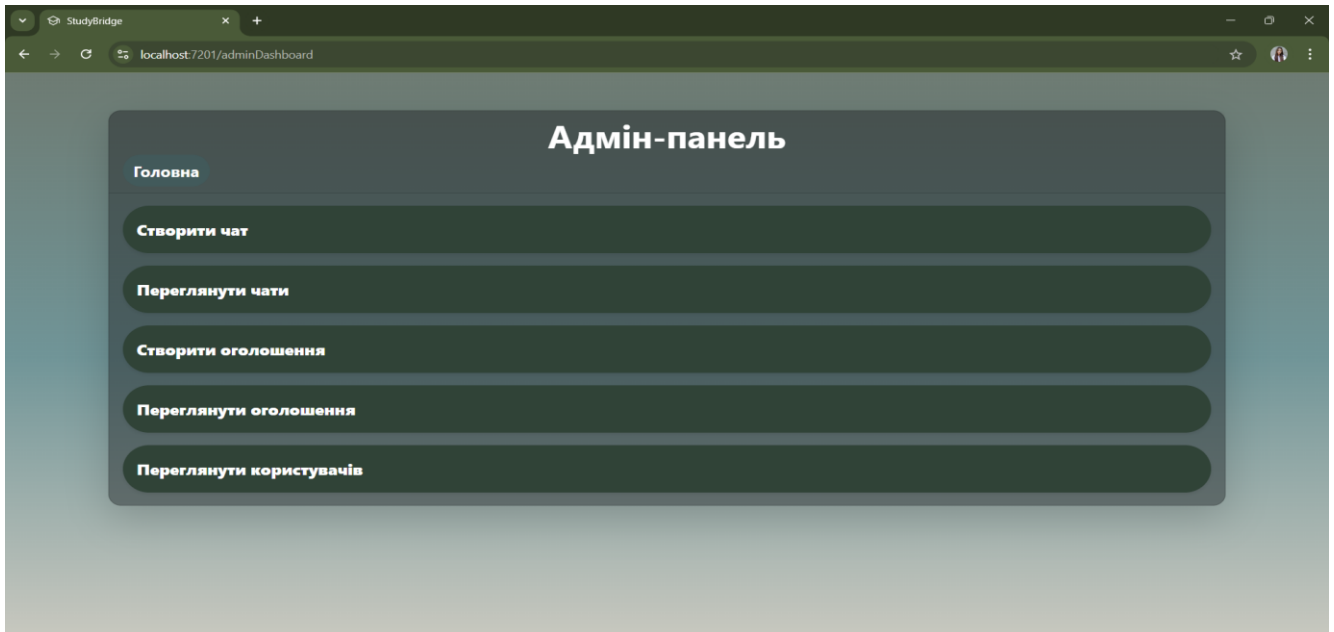 StudyBridge
localhost:7201/adminDashboard
Адмін-панель
Головна
Створити чат
Переглянути чати
Створити оголошення
Переглянути оголошення
Переглянути користувачів